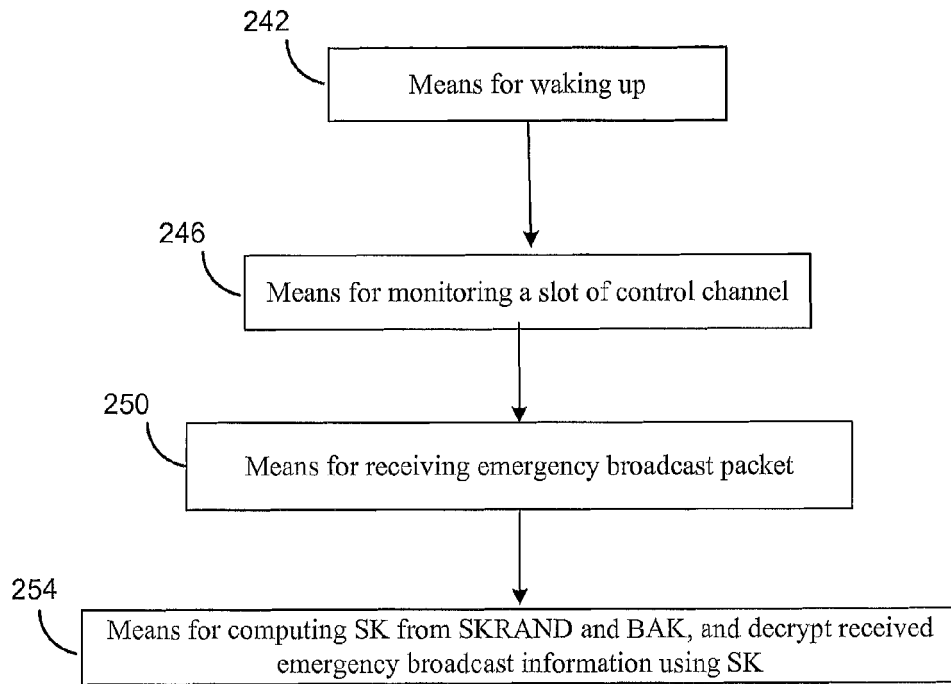 242
Means for waking up
246
Means for monitoring a slot of control channel
250
Means for receiving emergency broadcast packet
254
Means for computing SK from SKRAND and BAK, and decrypt received
emergency broadcast information using SK